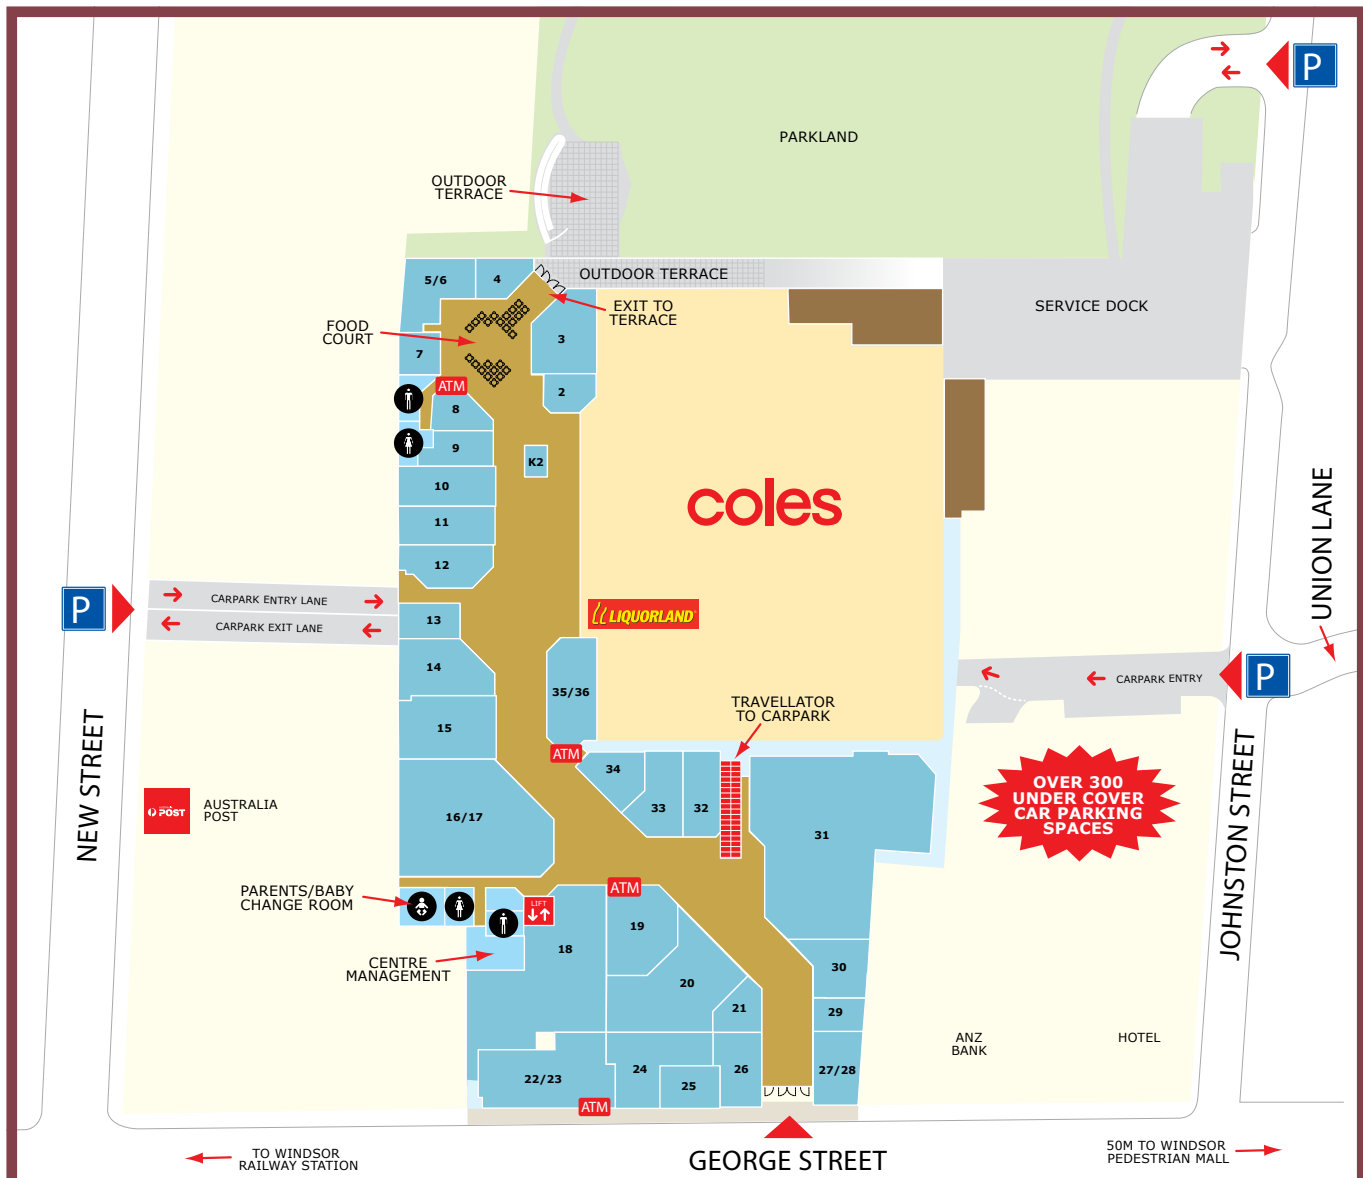 P
PARKLAND
OUTDOOR
TERRACE
OUTDOOR TERRACE
5/6
4
EXIT TO
TERRACE
SERVICE DOCK
FOOD
COURT
3
7
ATM
2
8
9
K2
10
coles
11
12
UNION LANE
CARPARK ENTRY LANE
P
LIQUORLAND
CARPARK EXIT LANE
13
14
35/36
CARPARK ENTRY
P
TRAVELLATOR
TO CARPARK
15
ATM
34
33
32
31
OVER 300
UNDER COVER
CAR PARKING
SPACES
NEW STREET
JOHNSTON STREET
POST
AUSTRALIA
POST
16/17
PARENTS/BABY
CHANGE ROOM
ATM
LIFT
19
18
CENTRE
MANAGEMENT
20
30
21
29
ANZ
BANK
HOTEL
22/23
24
25
26
27/28
ATM
TO WINDSOR
RAILWAY STATION
GEORGE STREET
50M TO WINDSOR
PEDESTRIAN MALL